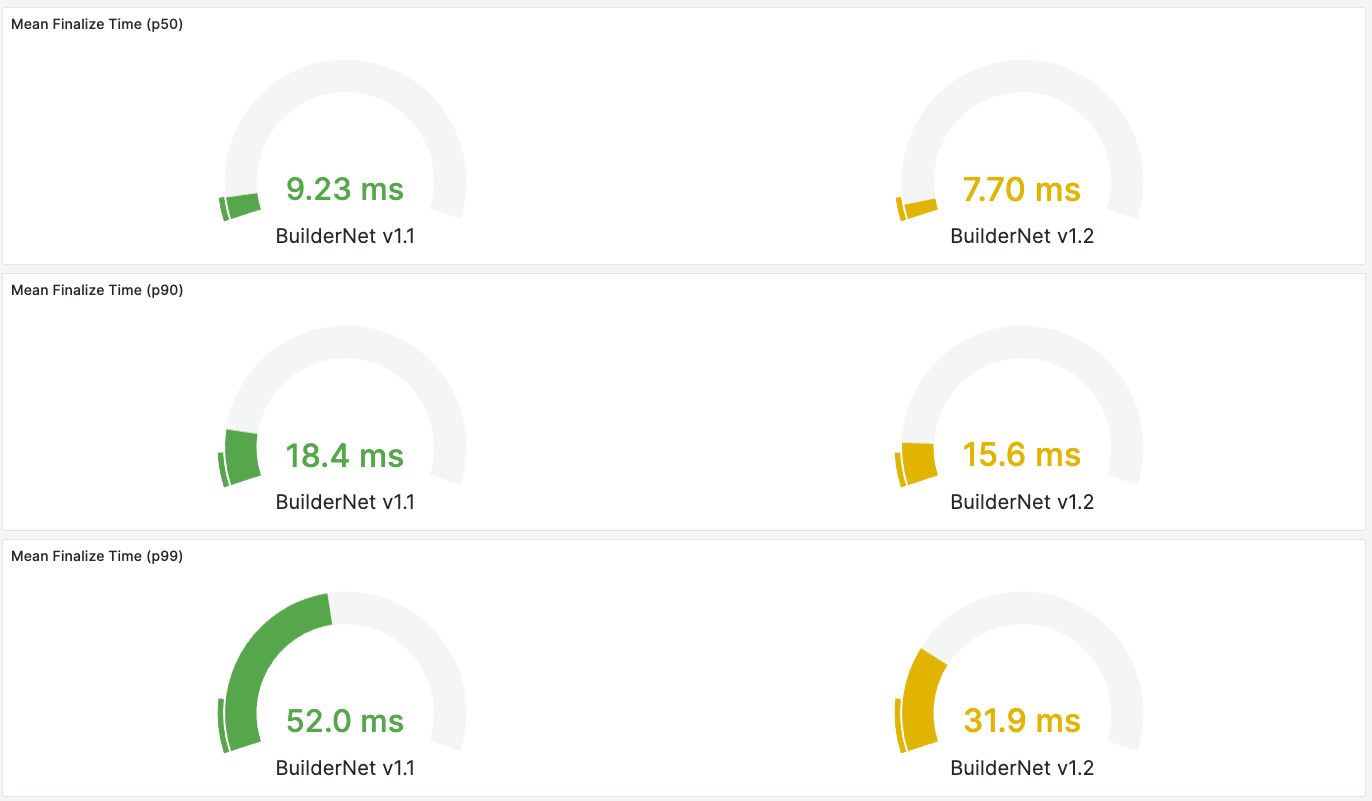 Mean Finalize Time (p50)
9.23 ms
BuilderNet v1.1
7.70 ms
BuilderNet v1.2
Mean Finalize Time (p90)
18.4 ms
BuilderNet v1.1
15.6 ms
BuilderNet v1.2
Mean Finalize Time (p99)
52.0 ms
BuilderNet v1.1
31.9 ms
BuilderNet v1.2